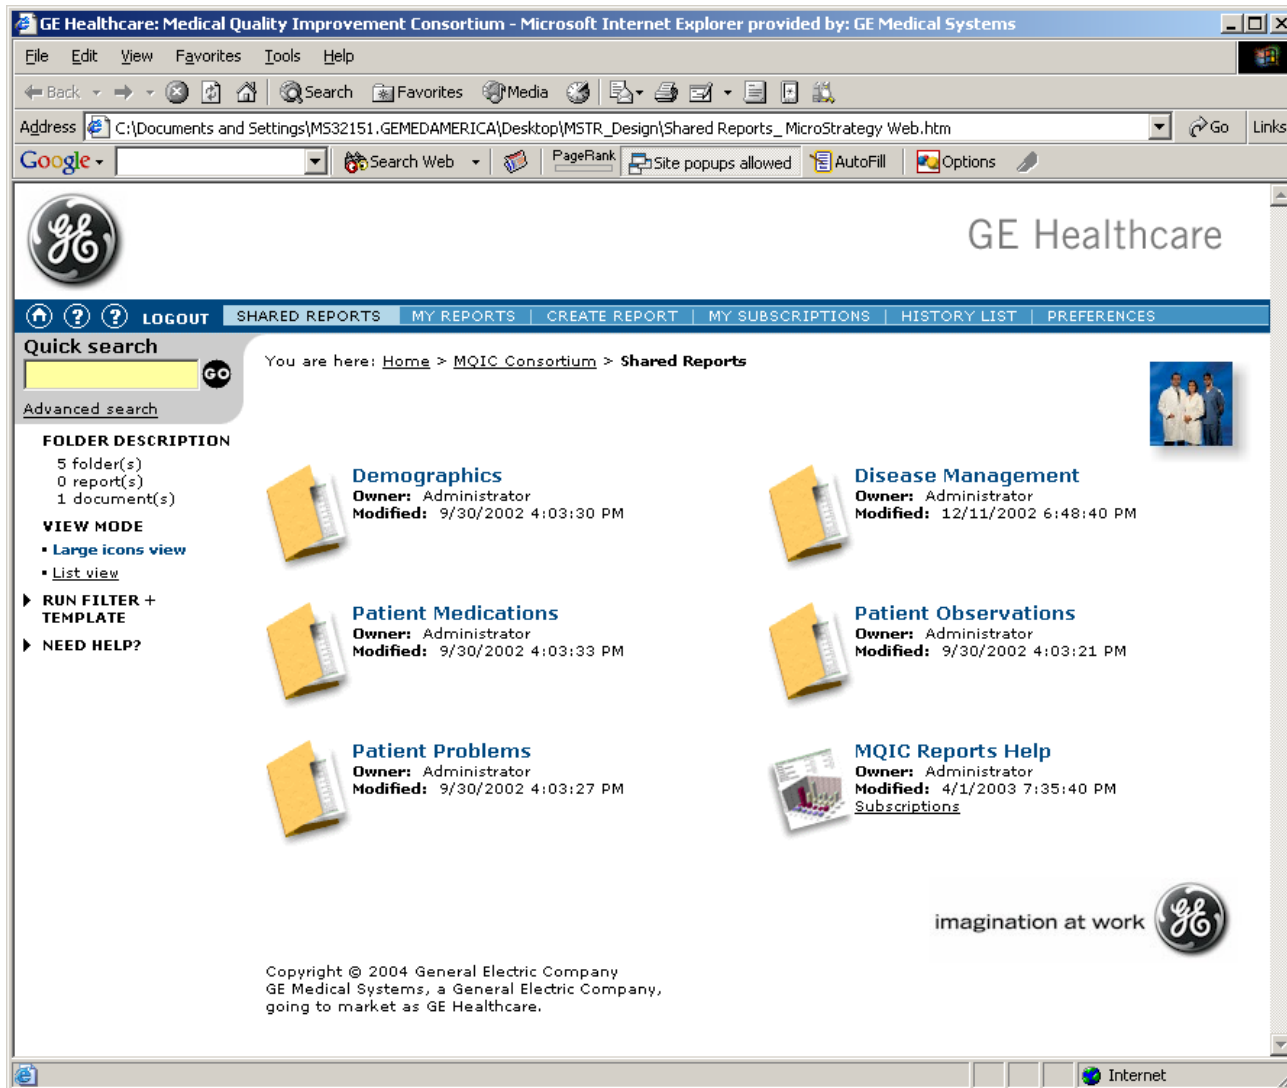 GE Healthcare: Medical Quality Improvement Consortium - Microsoft Internet Explorer provided by: GE Medical Systems
File Edit View Favorites Tools Help
Back Search Favorites Media
Address C:\Documents and Settings\MS32151.GEMEDAMERICA\Desktop\MSTR_Design\Shared Reports_ MicroStrategy Web.htm Go Links
Google Search Web PageRank Site popups allowed AutoFill Options
GE GE Healthcare
? ? LOGOUT SHARED REPORTS MY REPORTS | CREATE REPORT | MY SUBSCRIPTIONS | HISTORY LIST | PREFERENCES
Quick search
GO
Advanced search
You are here: Home > MQIC Consortium > Shared Reports
FOLDER DESCRIPTION
5 folder(s)
0 report(s)
1 document(s)
VIEW MODE
▪ Large icons view
▪ List view
RUN FILTER +
TEMPLATE
NEED HELP?
Demographics
Owner: Administrator
Modified: 9/30/2002 4:03:30 PM
Disease Management
Owner: Administrator
Modified: 12/11/2002 6:48:40 PM
Patient Medications
Owner: Administrator
Modified: 9/30/2002 4:03:33 PM
Patient Observations
Owner: Administrator
Modified: 9/30/2002 4:03:21 PM
Patient Problems
Owner: Administrator
Modified: 9/30/2002 4:03:27 PM
MQIC Reports Help
Owner: Administrator
Modified: 4/1/2003 7:35:40 PM
Subscriptions
imagination at work GE
Copyright © 2004 General Electric Company
GE Medical Systems, a General Electric Company,
going to market as GE Healthcare.
Internet